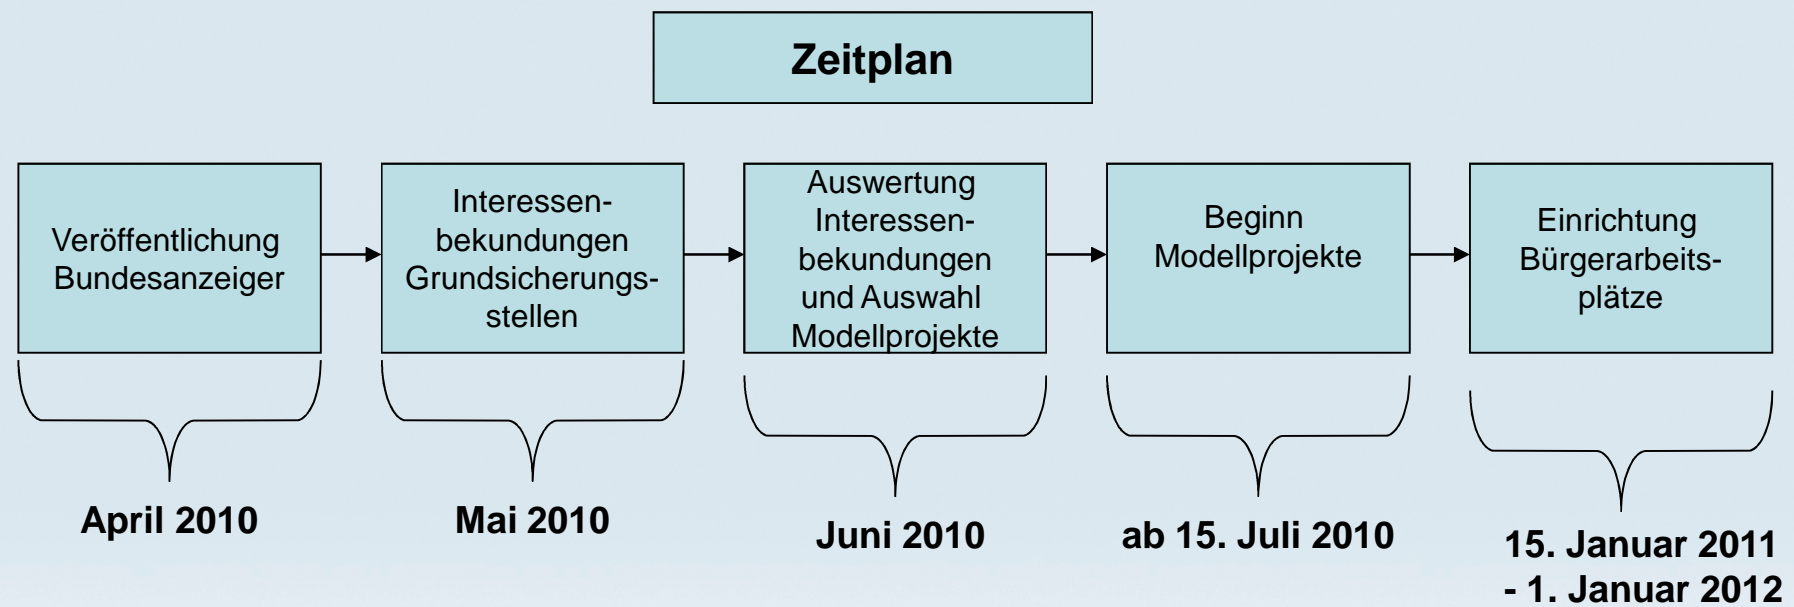 Zeitplan
Veröffentlichung
Bundesanzeiger
Interessen-
bekundungen
Grundsicherungs-
stellen
Auswertung
Interessen-
bekundungen
und Auswahl
Modellprojekte
Beginn
Modellprojekte
Einrichtung
Bürgerarbeits-
plätze
April 2010
Mai 2010
Juni 2010
ab 15. Juli 2010
15. Januar 2011
- 1. Januar 2012